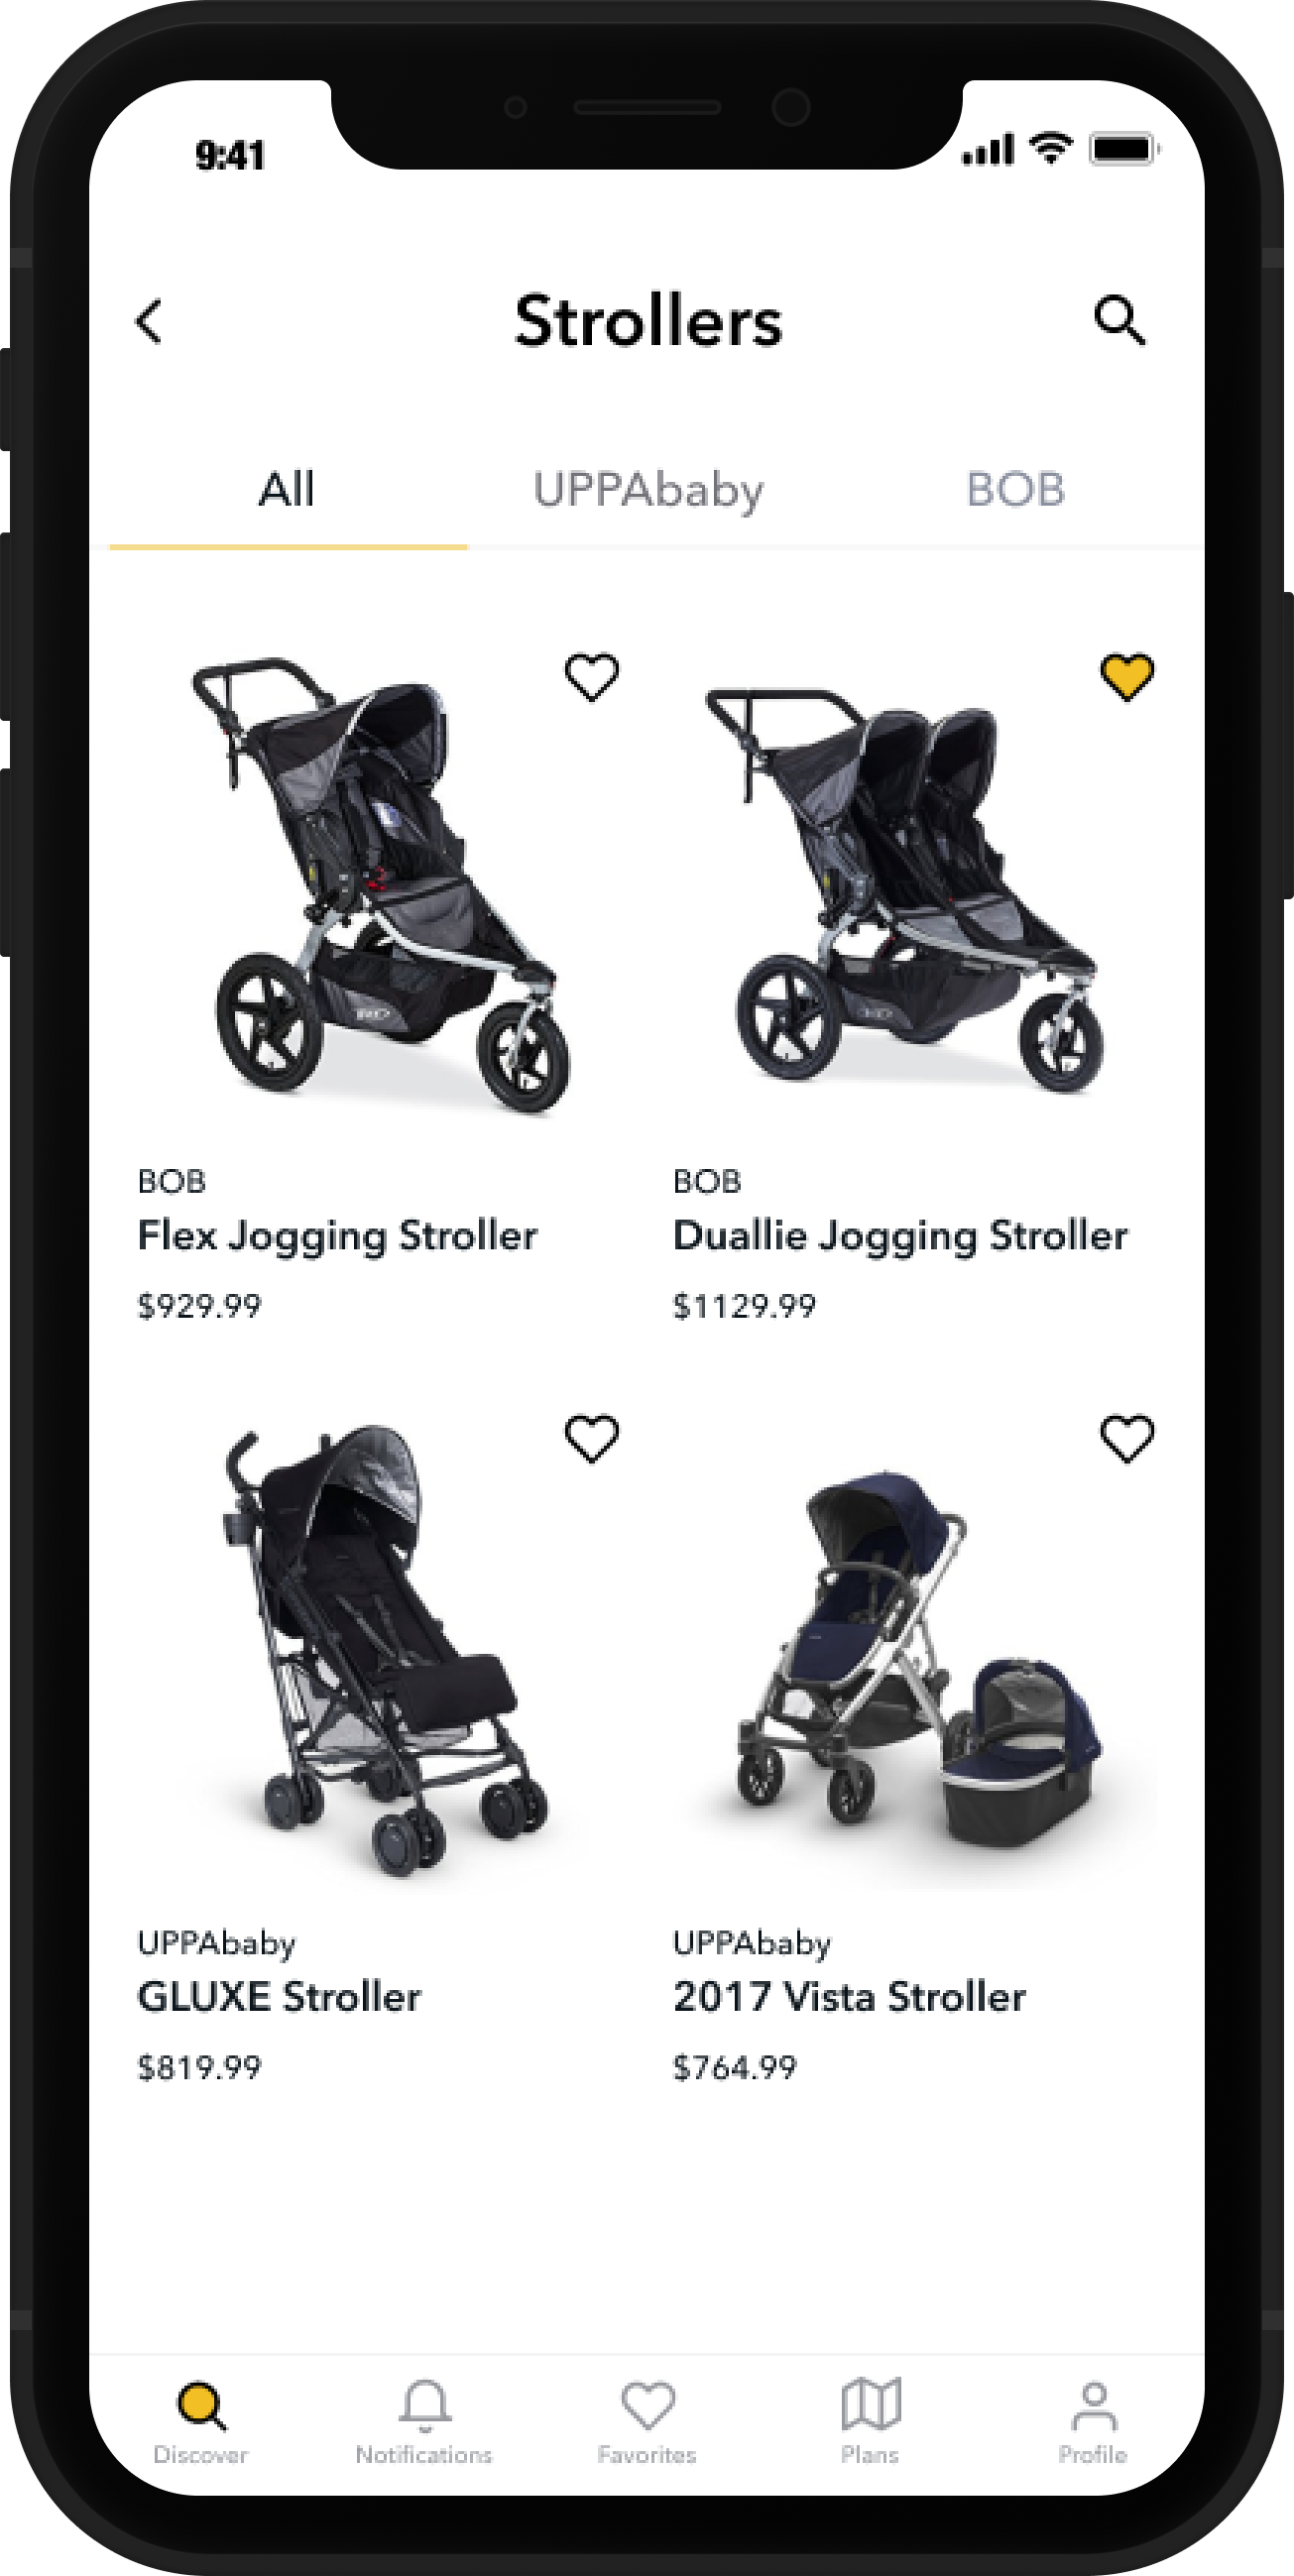 9:41
Strollers
All
UPPAbaby
BOB
BOB
Flex Jogging Stroller
$929.99
BOB
Duallie Jogging Stroller
$1129.99
UPPAbaby
GLUXE Stroller
$819.99
UPPAbaby
2017 Vista Stroller
$764.99
Discover
Notifications
Favorites
Plans
Profile